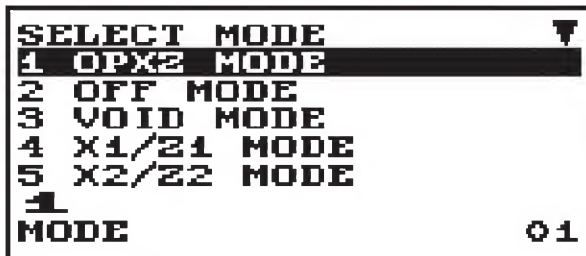 SELECT MODE ▼
1 OPX2 MODE
2 OFF MODE
3 VOID MODE
4 X1/Z1 MODE
5 X2/Z2 MODE
1
MODE 01